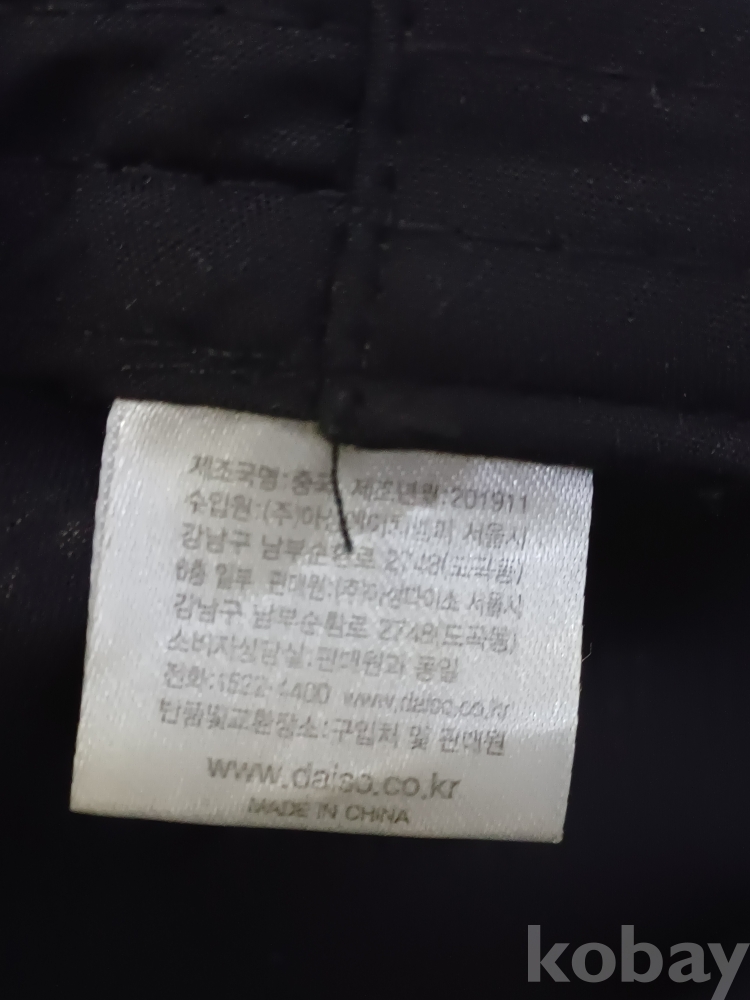 제조국명:중국 제조년월:201911
수입원:(주)아성에이치엠피 서울시
강남구 남부순환로 2748(도곡동)
6층 일부 판매원:(주)아성다이소 서울시
강남구 남부순환로 2748(도곡동)
소비자상담실:판매원과 동일
전화:1522-4400 www.daiso.co.kr
반품및교환장소:구입처 및 판매원
www.daiso.co.kr
MADE IN CHINA
kobay